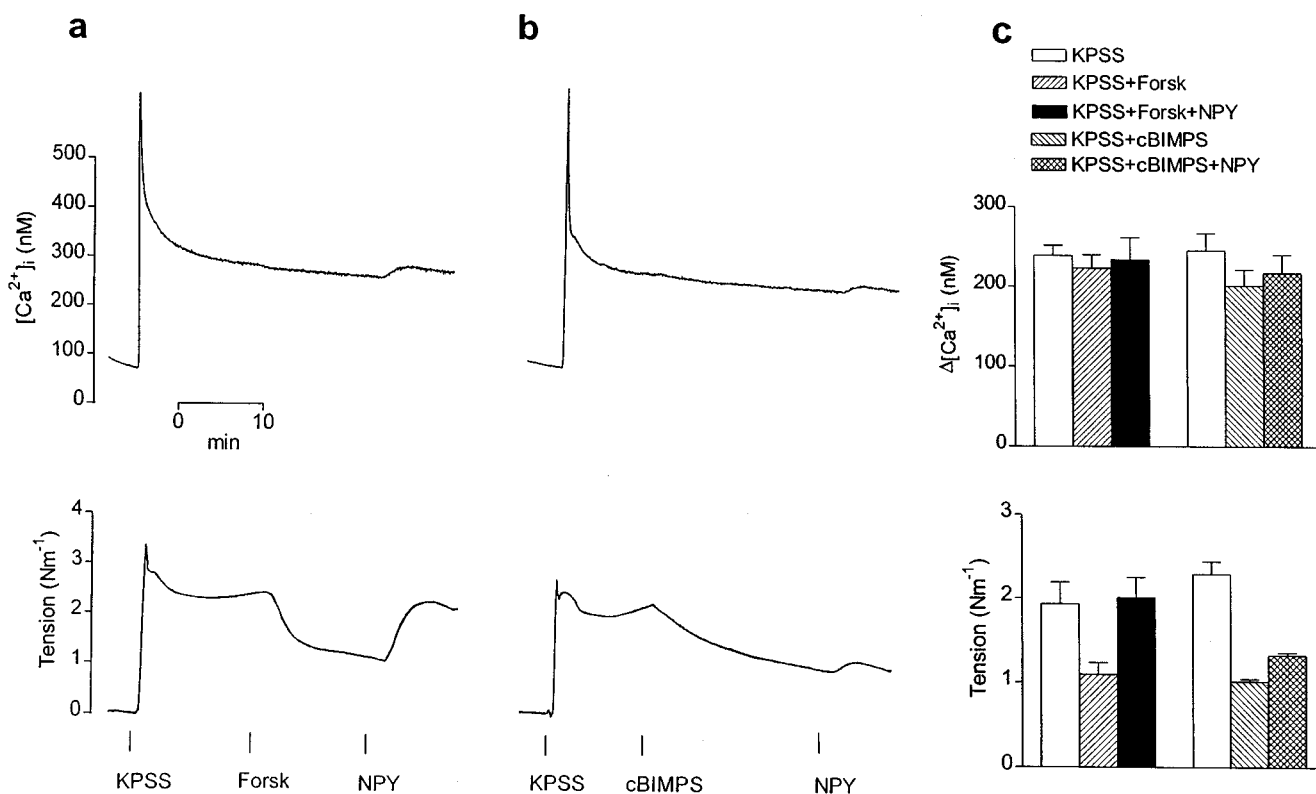 a
b
c
KPSS
KPSS+Forsk
KPSS+Forsk+NPY
KPSS+cBIMPS
KPSS+cBIMPS+NPY
[Ca²⁺]ᵢ (nM)
500
400
300
200
100
0
0 10
min
Δ[Ca²⁺]ᵢ (nM)
300
200
100
0
Tension (Nm⁻¹)
4
3
2
1
0
KPSS Forsk NPY
KPSS cBIMPS NPY
Tension (Nm⁻¹)
3
2
1
0